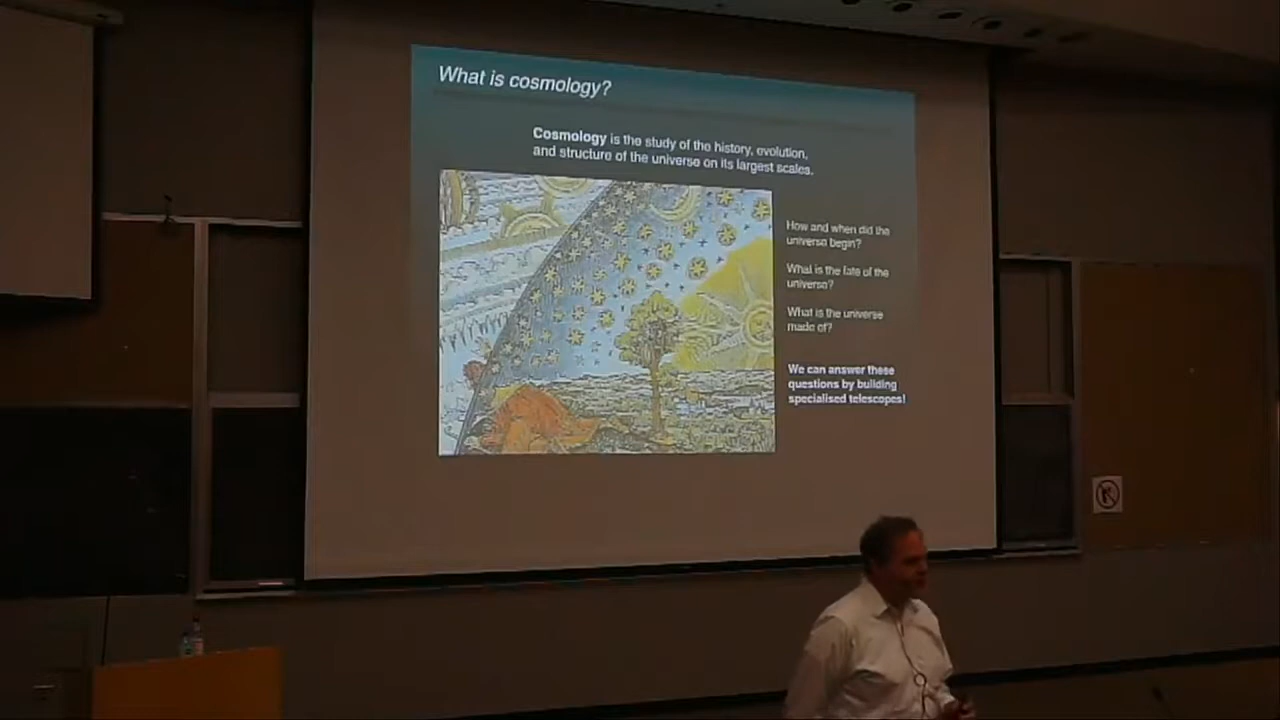 What is cosmology?
Cosmology is the study of the history, evolution,
and structure of the universe on its largest scales.
How and when did the
universe begin?
What is the fate of the
universe?
What is the universe
made of?
We can answer these
questions by building
specialised telescopes!